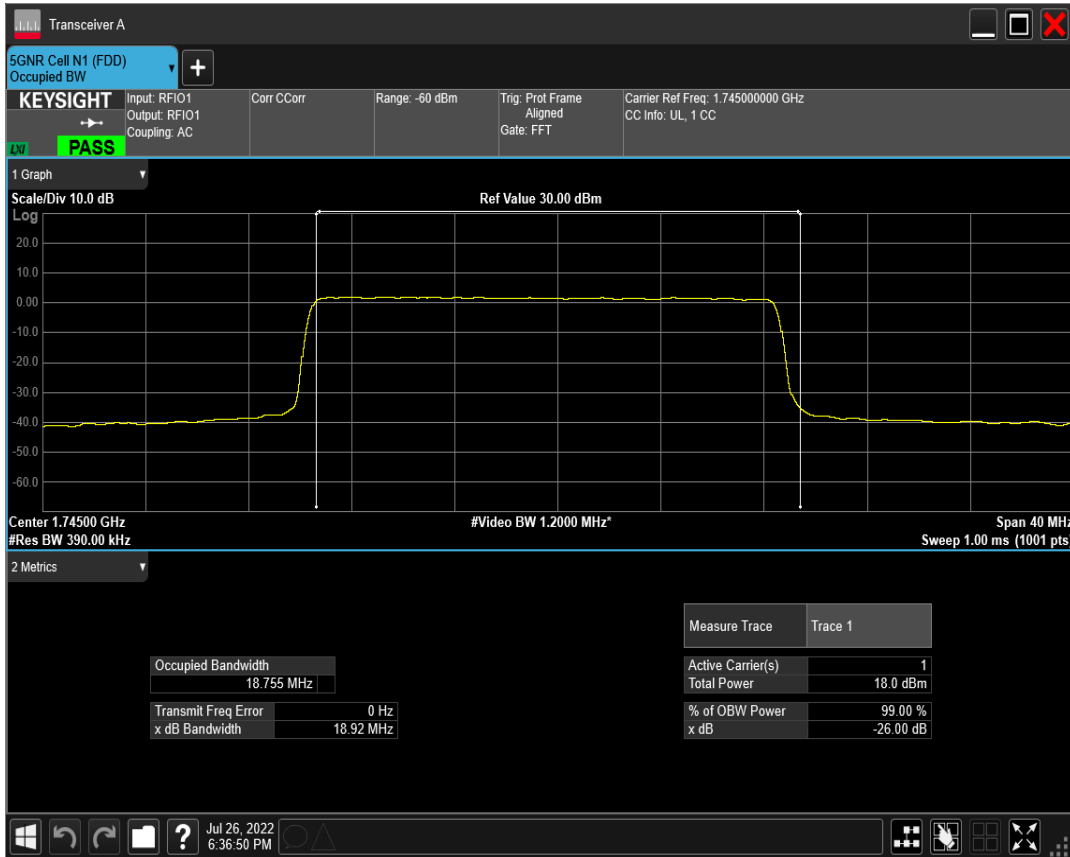 Transceiver A
5GNR Cell N1 (FDD)
Occupied BW
+
KEYSIGHT
LXI
PASS
Input: RFIO1
Output: RFIO1
Coupling: AC
Corr CCorr
Range: -60 dBm
Trig: Prot Frame
Aligned
Gate: FFT
Carrier Ref Freq: 1.745000000 GHz
CC Info: UL, 1 CC
1 Graph
Scale/Div 10.0 dB
Ref Value 30.00 dBm
Log
20.0
10.0
0.00
-10.0
-20.0
-30.0
-40.0
-50.0
-60.0
Center 1.74500 GHz
#Video BW 1.2000 MHz*
Span 40 MHz
#Res BW 390.00 kHz
Sweep 1.00 ms (1001 pts)
2 Metrics
Measure Trace Trace 1
Occupied Bandwidth
18.755 MHz
Active Carrier(s) 1
Total Power 18.0 dBm
Transmit Freq Error 0 Hz
x dB Bandwidth 18.92 MHz
% of OBW Power 99.00 %
x dB -26.00 dB
?
Jul 26, 2022
6:36:50 PM